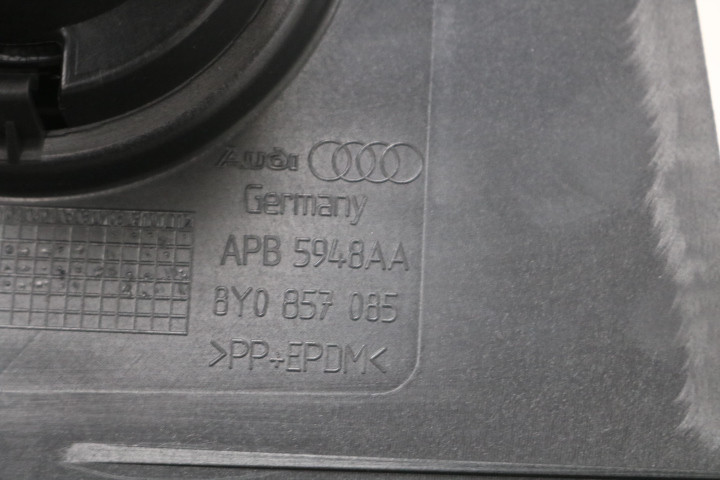 Audi
Germany
APB 5948AA
8Y0 857 085
>PP+EPDM<